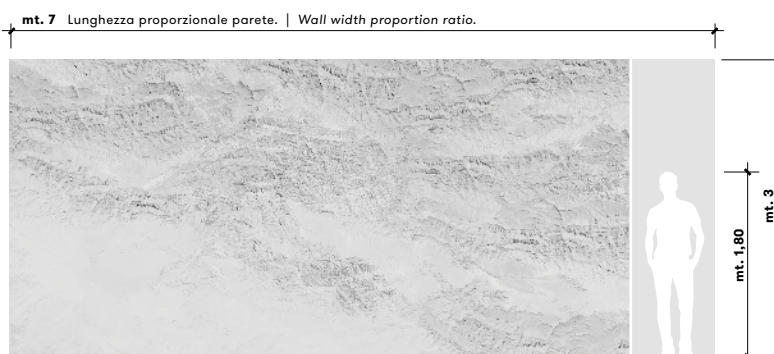 mt. 7 Lunghezza proporzionale parete. | Wall width proportion ratio.
mt. 3
mt. 1,80